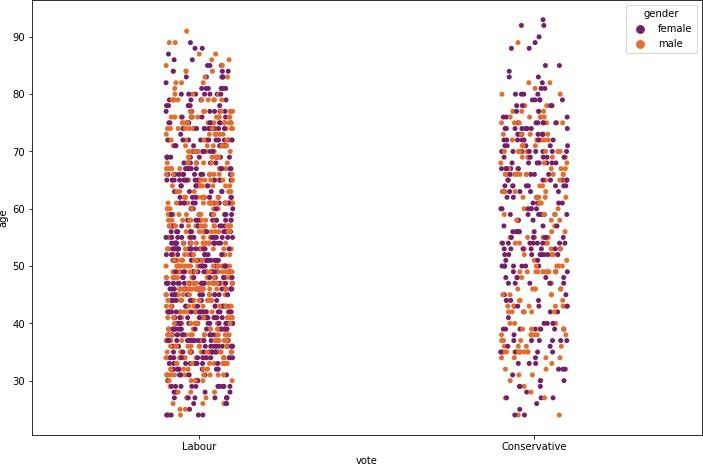 gender
female
male
90
80
70
60
50
40
30
age
Labour
Conservative
vote